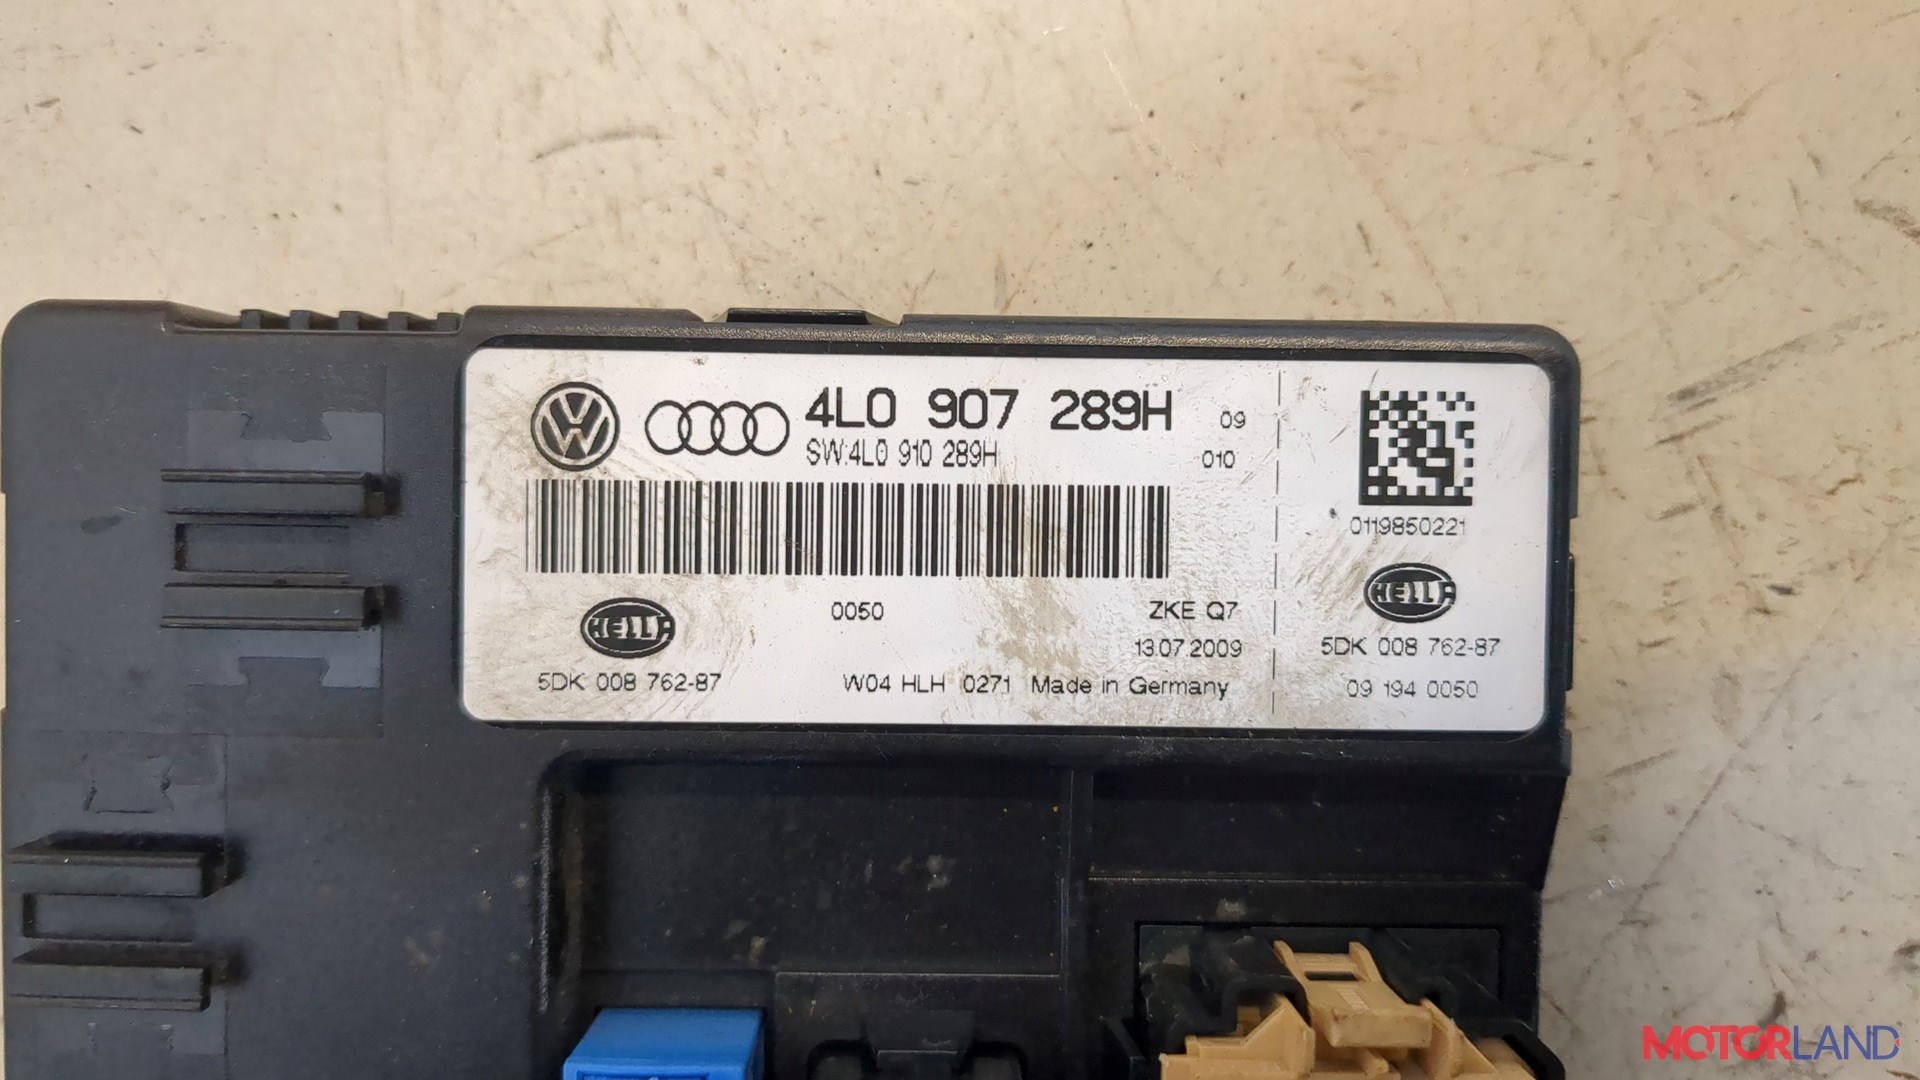 4L0 907 289H 09
SW:4L0 910 289H 010
0119850221
HELLA
0050
ZKE Q7
HELLA
13.07.2009
5DK 008 762-87
5DK 008 762-87
W04 HLH 0271 Made in Germany
09 194 0050
MOTORLAND